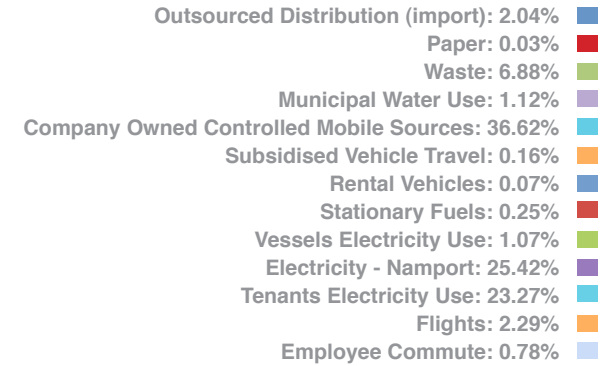 Outsourced Distribution (import): 2.04%
Paper: 0.03%
Waste: 6.88%
Municipal Water Use: 1.12%
Company Owned Controlled Mobile Sources: 36.62%
Subsidised Vehicle Travel: 0.16%
Rental Vehicles: 0.07%
Stationary Fuels: 0.25%
Vessels Electricity Use: 1.07%
Electricity - Namport: 25.42%
Tenants Electricity Use: 23.27%
Flights: 2.29%
Employee Commute: 0.78%